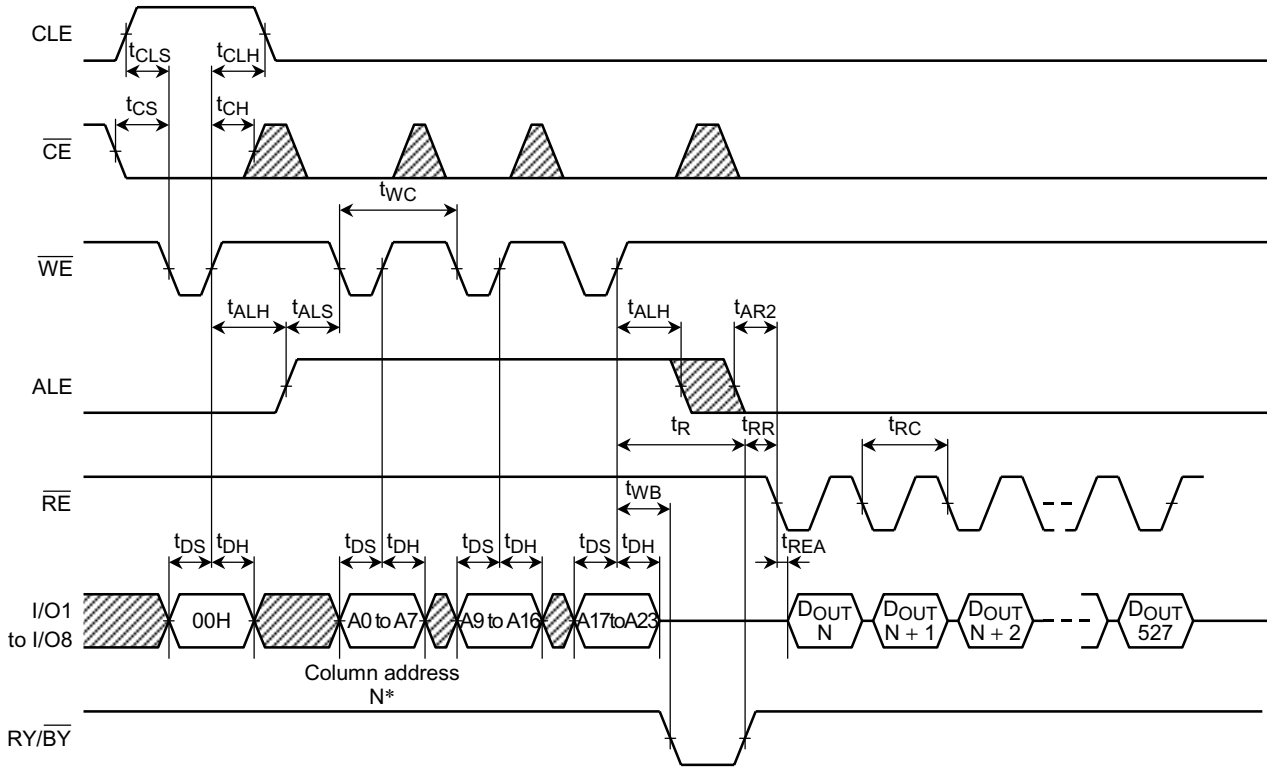 CLE
tCLS tCLH
tCS tCH
CE
tWC
WE
tALH tALS tALH tAR2
ALE
tR tRR tRC
RE
tWB
tDS tDH tDS tDH tDS tDH tDS tDH tREA
I/O1
to I/O8
00H A0 to A7 A9 to A16 A17toA23
DOUT
N
DOUT
N + 1
DOUT
N + 2
DOUT
527
Column address
N*
RY/BY